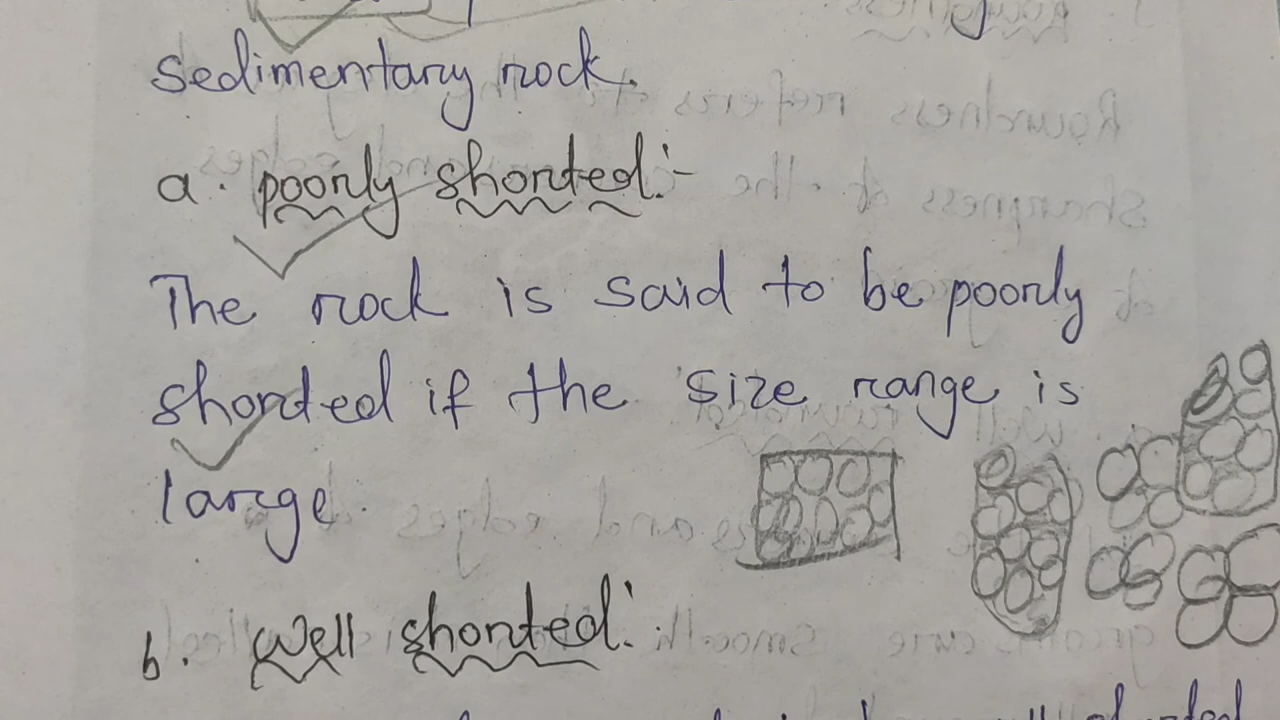 sedimentary rock.
a. poorly shorted:-
The rock is said to be poorly
shorted if the size range is
large.
b. Well shorted: